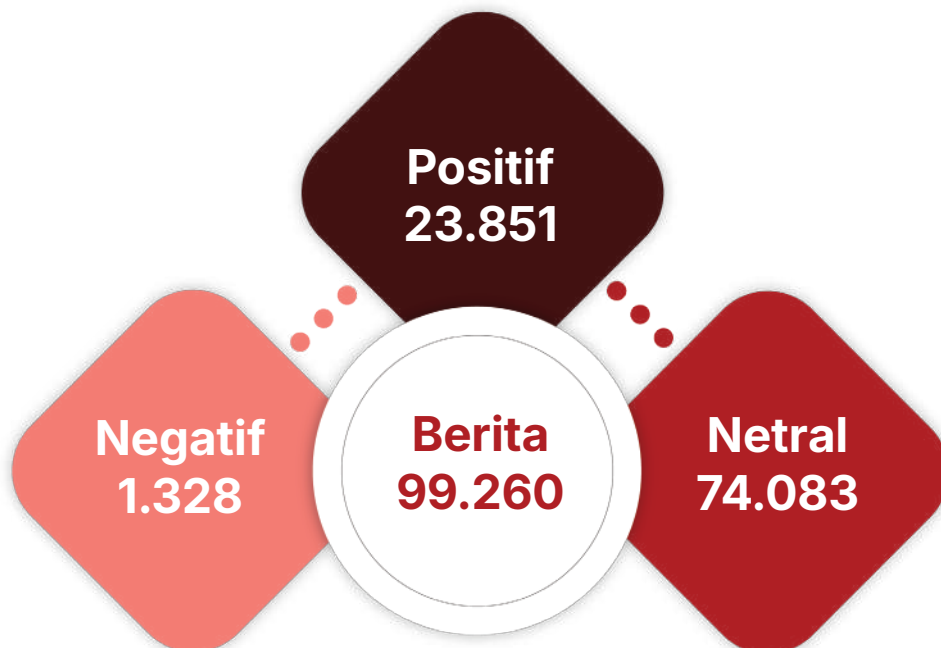 Positif
23.851
Negatif
1.328
Berita
99.260
Netral
74.083